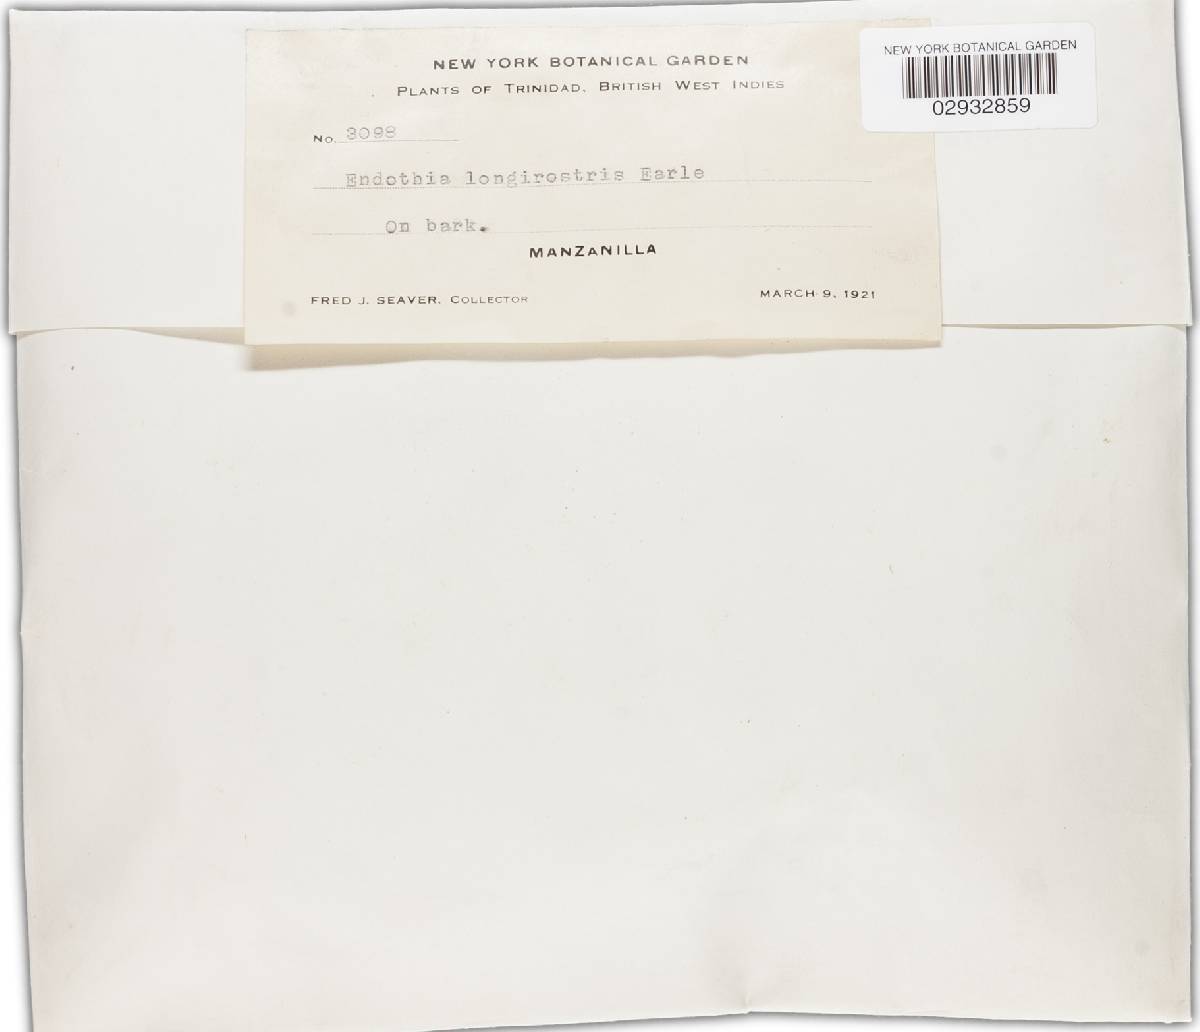 NEW YORK BOTANICAL GARDEN
PLANTS OF TRINIDAD, BRITISH WEST INDIES
No. 3098
Endothia longirostris Earle
On bark.
MANZANILLA
FRED J. SEAVER, COLLECTOR
MARCH 9, 1921
NEW YORK BOTANICAL GARDEN
02932859